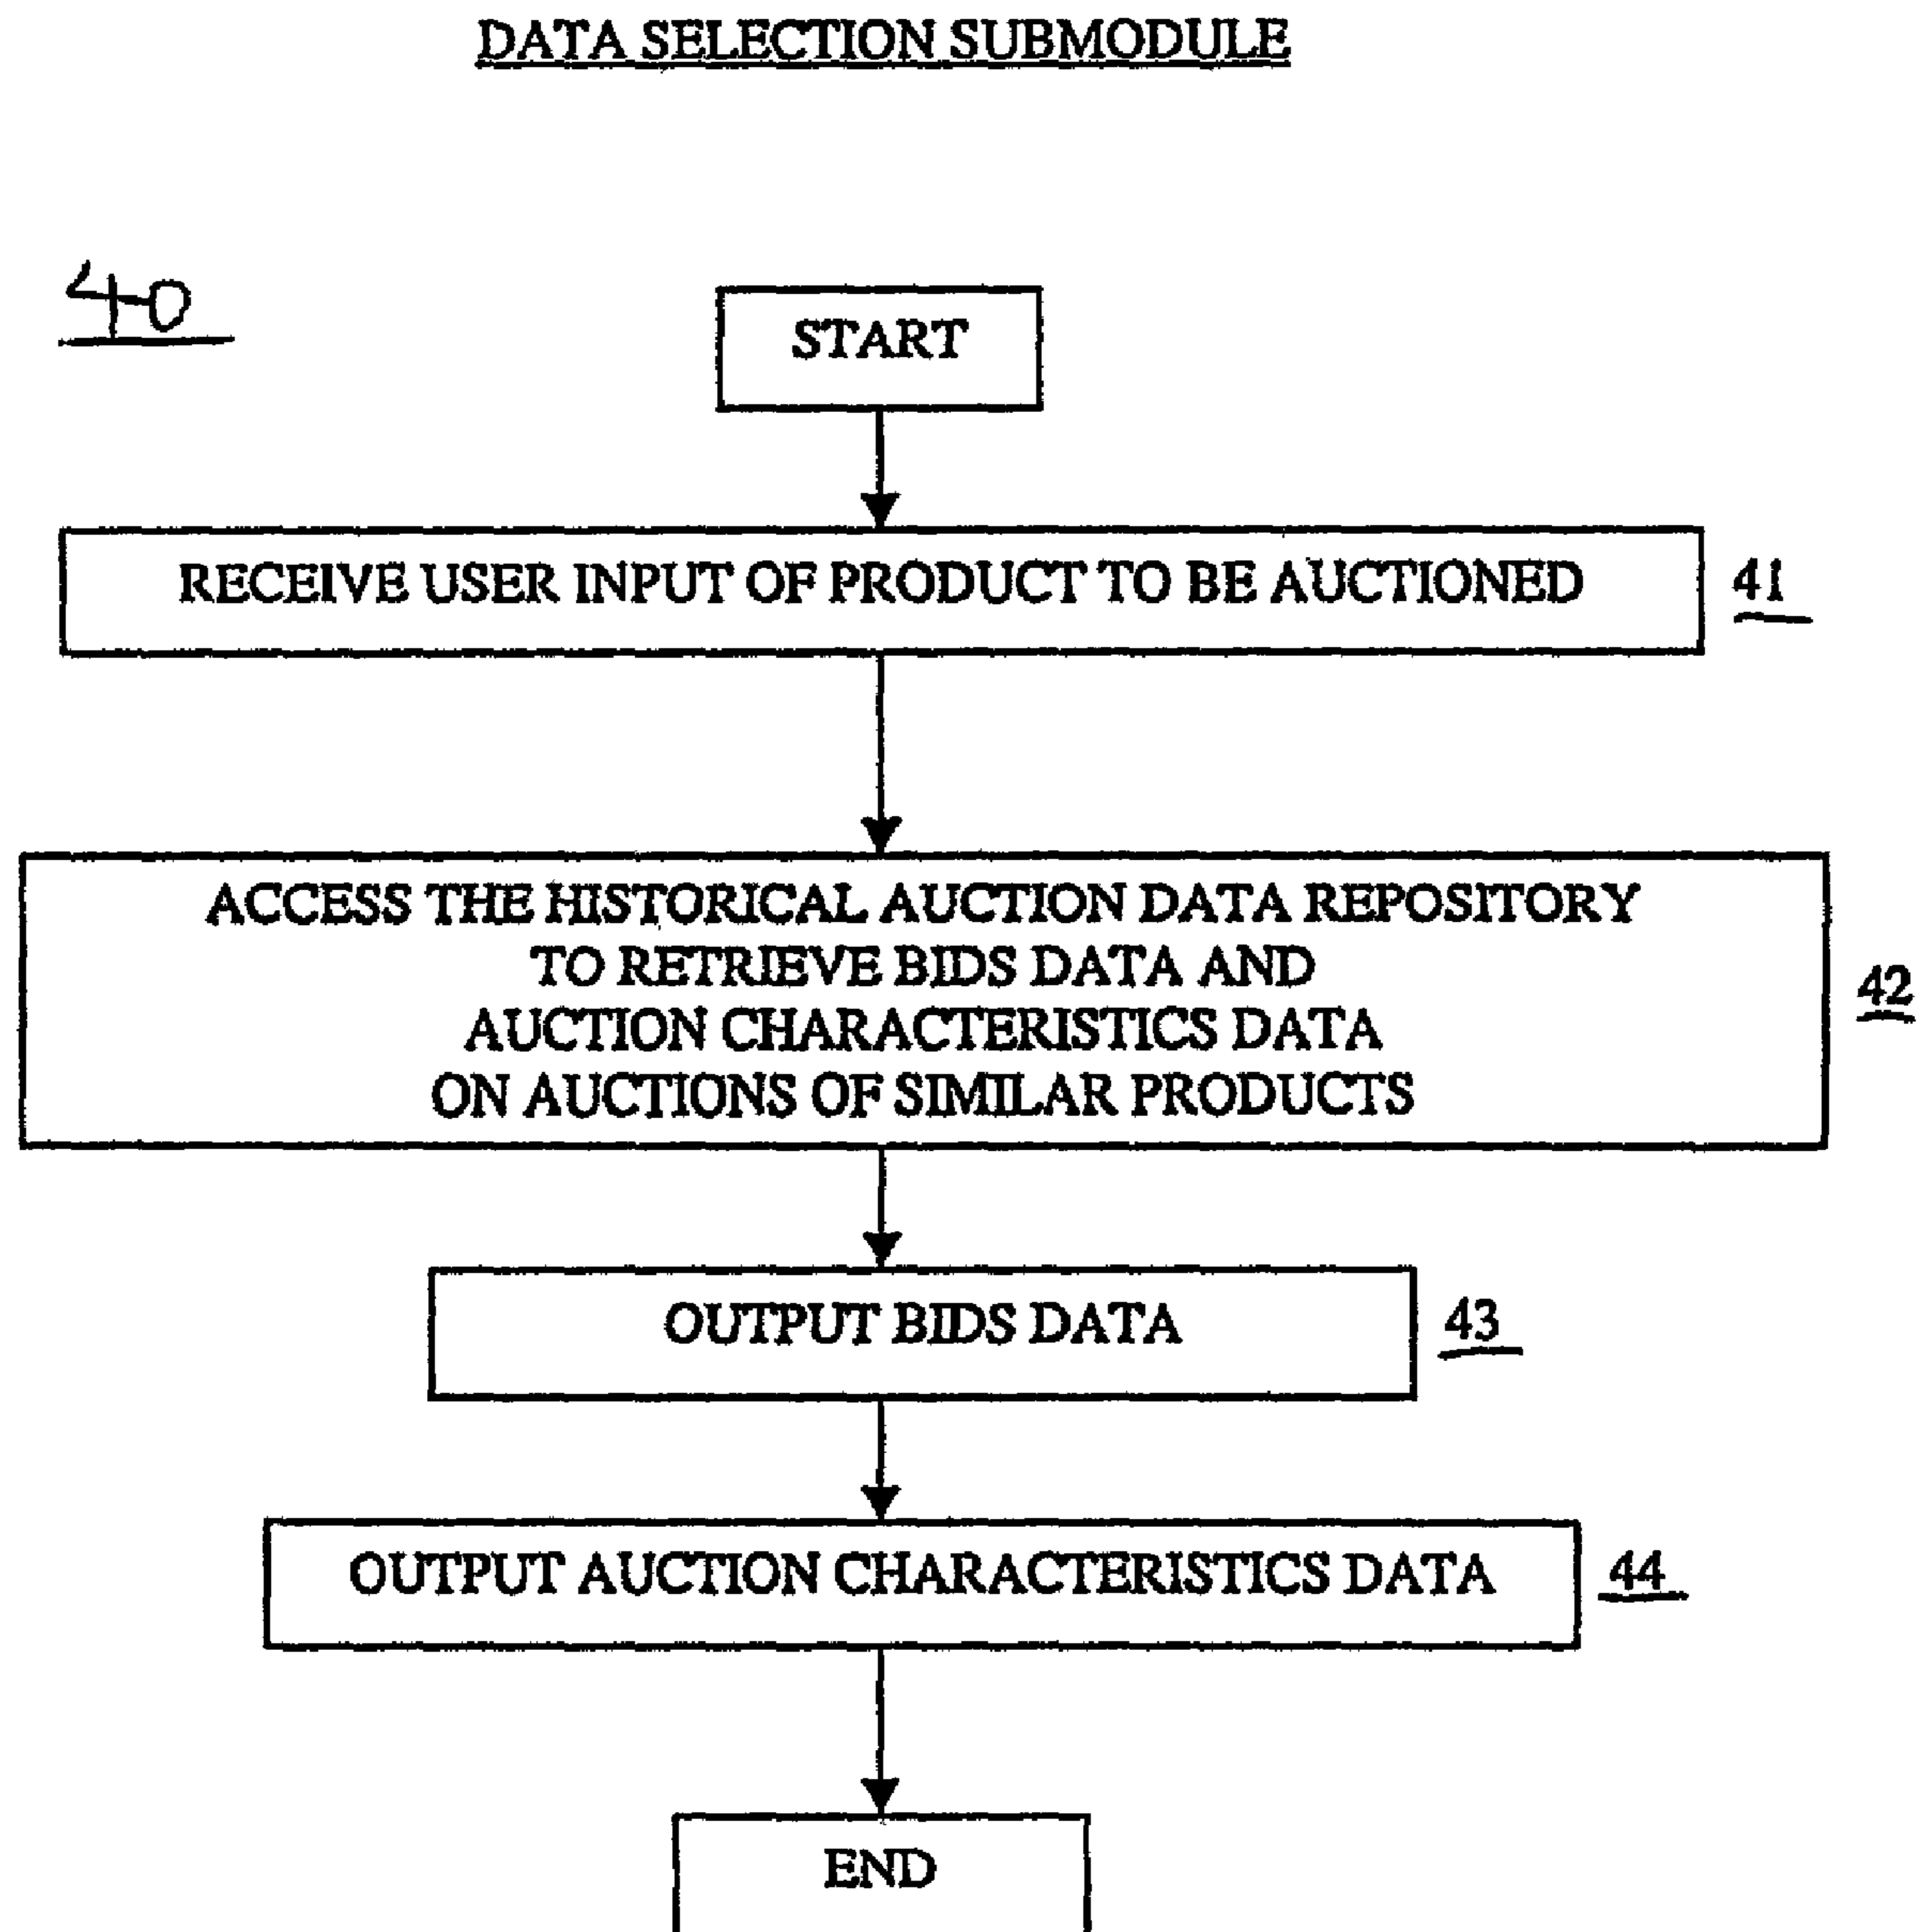 DATA SELECTION SUBMODULE
40
START
RECEIVE USER INPUT OF PRODUCT TO BE AUCTIONED
41
ACCESS THE HISTORICAL AUCTION DATA REPOSITORY
TO RETRIEVE BIDS DATA AND
AUCTION CHARACTERISTICS DATA
ON AUCTIONS OF SIMILAR PRODUCTS
42
OUTPUT BIDS DATA
43
OUTPUT AUCTION CHARACTERISTICS DATA
44
END